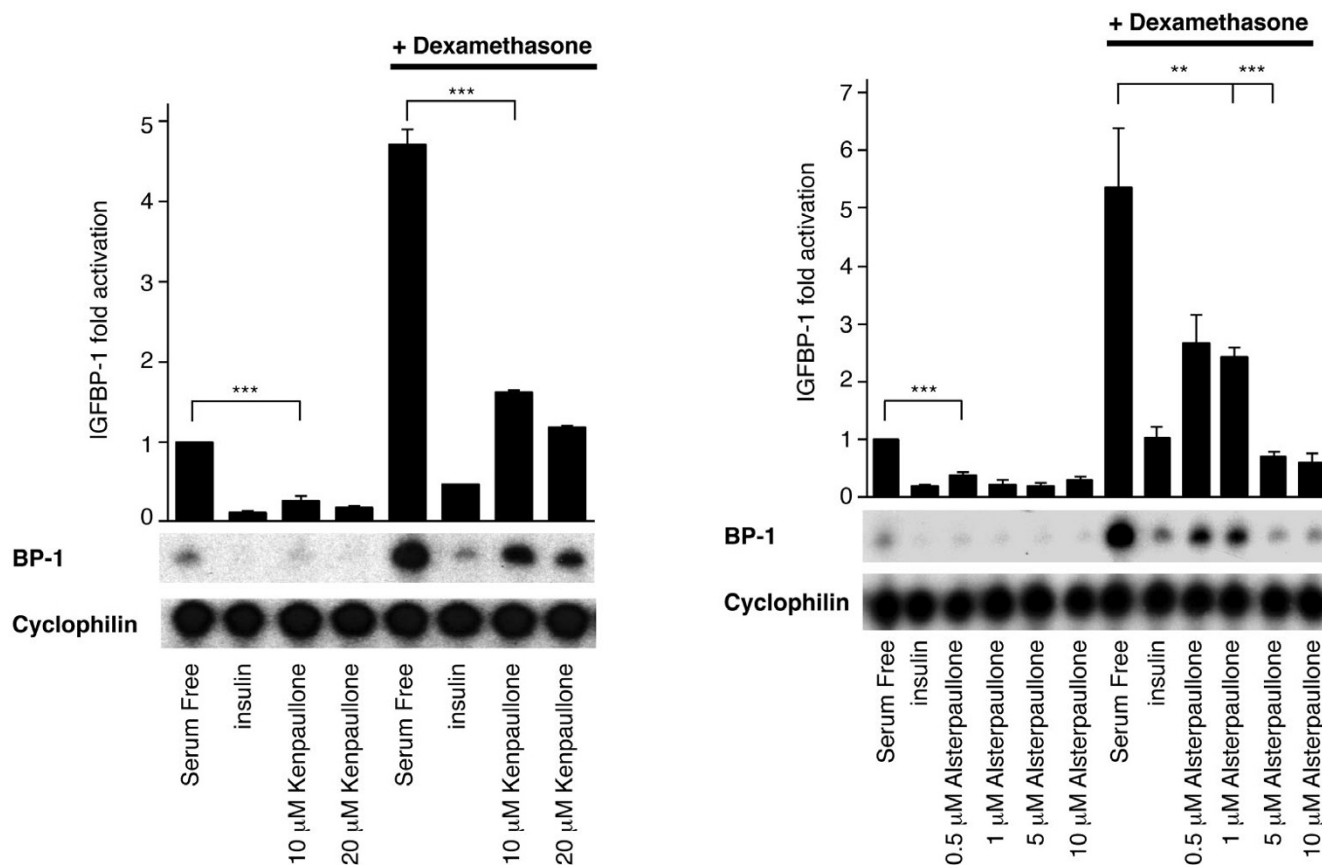 + Dexamethasone
***
5
4
3
2
1
0
IGFBP-1 fold activation
***
BP-1
Cyclophilin
Serum Free
insulin
10 µM Kenpaullone
20 µM Kenpaullone
Serum Free
insulin
10 µM Kenpaullone
20 µM Kenpaullone
+ Dexamethasone
** ***
7
6
5
4
3
2
1
0
IGFBP-1 fold activation
***
BP-1
Cyclophilin
Serum Free
insulin
0.5 µM Alsterpaullone
1 µM Alsterpaullone
5 µM Alsterpaullone
10 µM Alsterpaullone
Serum Free
insulin
0.5 µM Alsterpaullone
1 µM Alsterpaullone
5 µM Alsterpaullone
10 µM Alsterpaullone